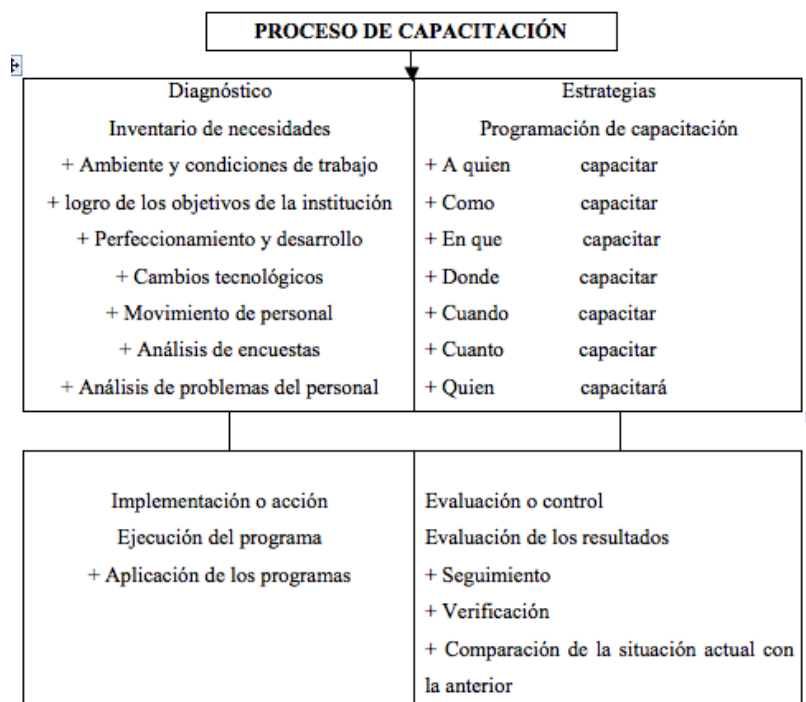 PROCESO DE CAPACITACIÓN
Diagnóstico
Inventario de necesidades
+ Ambiente y condiciones de trabajo
+ logro de los objetivos de la institución
+ Perfeccionamiento y desarrollo
+ Cambios tecnológicos
+ Movimiento de personal
+ Análisis de encuestas
+ Análisis de problemas del personal
Estrategias
Programación de capacitación
+ A quien capacitar
+ Como capacitar
+ En que capacitar
+ Donde capacitar
+ Cuando capacitar
+ Cuanto capacitar
+ Quien capacitará
Implementación o acción
Ejecución del programa
+ Aplicación de los programas
Evaluación o control
Evaluación de los resultados
+ Seguimiento
+ Verificación
+ Comparación de la situación actual con
la anterior